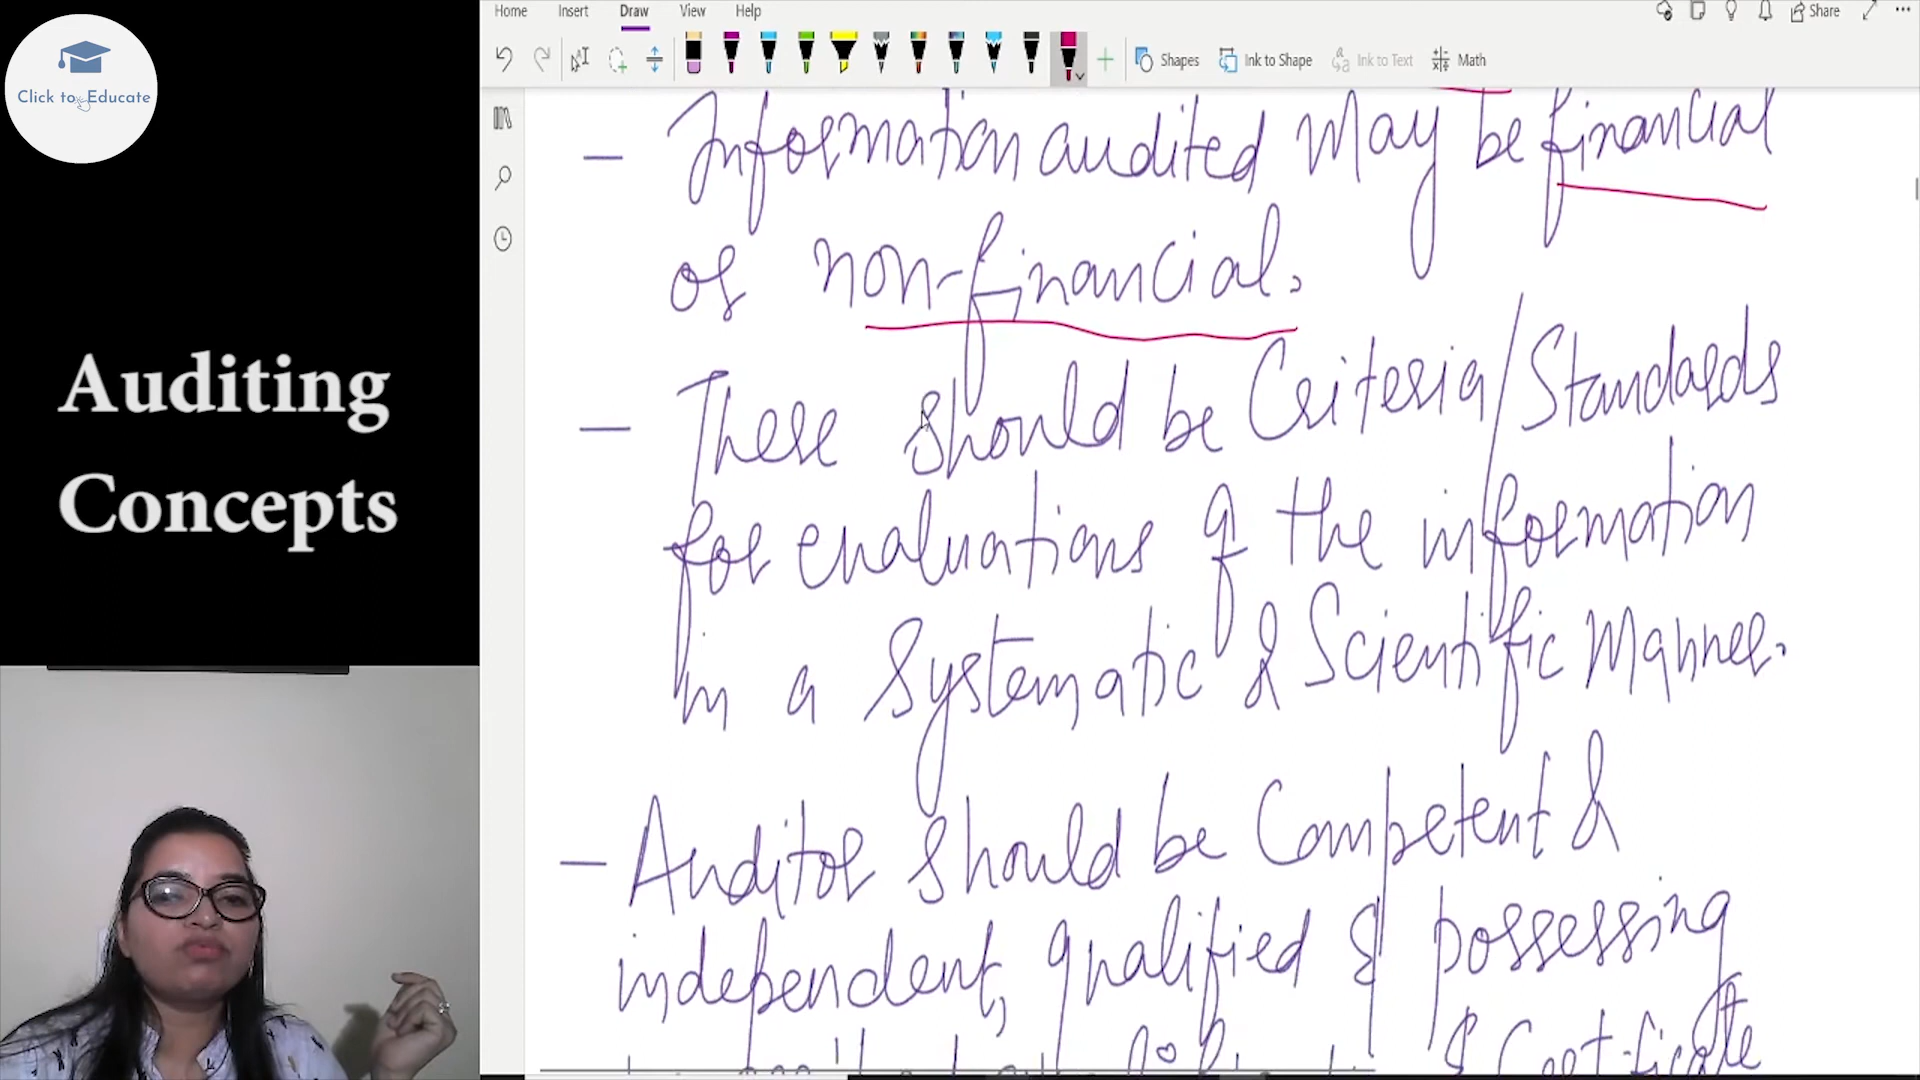 Click to Educate
Auditing
Concepts
Home Insert Draw View Help
Share
Shapes Ink to Shape Ink to Text Math
– Information audited may be financial
or non-financial.
– There should be Criteria/Standards
for evaluations of the information
in a Systematic & Scientific Manner.
– Auditor should be Competent &
independent, qualified & possessing
& Certificate